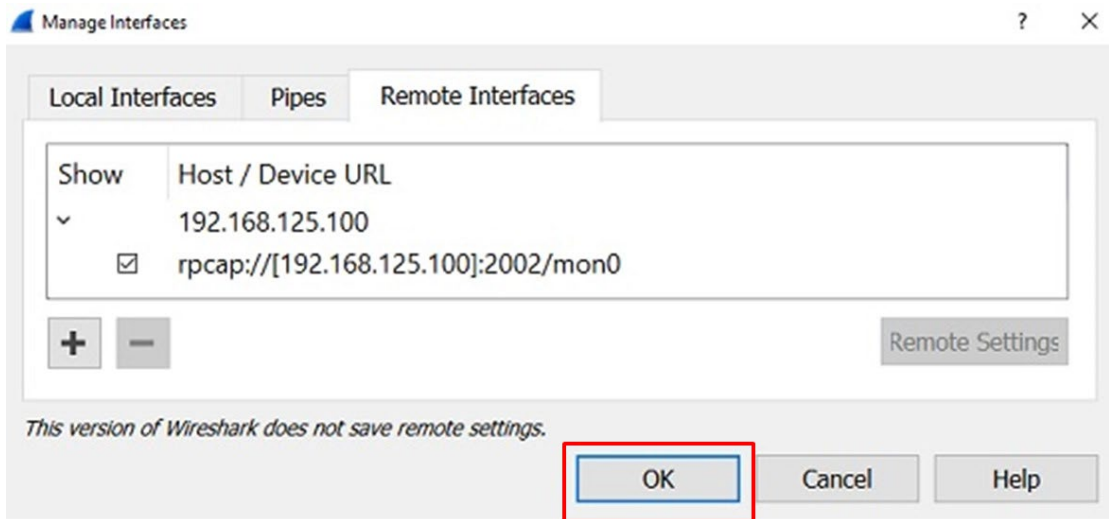 Manage Interfaces ? ×
Local Interfaces Pipes Remote Interfaces
Show Host / Device URL
192.168.125.100
rpcap://[192.168.125.100]:2002/mon0
+ − Remote Settings
This version of Wireshark does not save remote settings.
OK Cancel Help